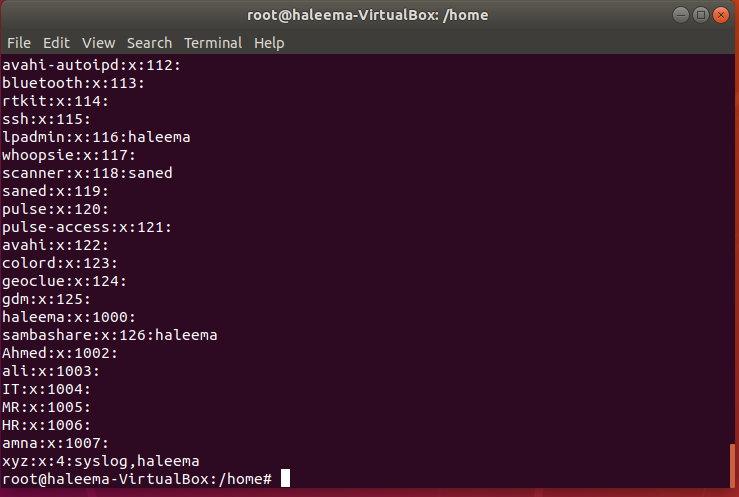 root@haleema-VirtualBox: /home
File Edit View Search Terminal Help
avahi-autoipd:x:112:
bluetooth:x:113:
rtkit:x:114:
ssh:x:115:
lpadmin:x:116:haleema
whoopsie:x:117:
scanner:x:118:saned
saned:x:119:
pulse:x:120:
pulse-access:x:121:
avahi:x:122:
colord:x:123:
geoclue:x:124:
gdm:x:125:
haleema:x:1000:
sambashare:x:126:haleema
Ahmed:x:1002:
ali:x:1003:
IT:x:1004:
MR:x:1005:
HR:x:1006:
amna:x:1007:
xyz:x:4:syslog,haleema
root@haleema-VirtualBox:/home#